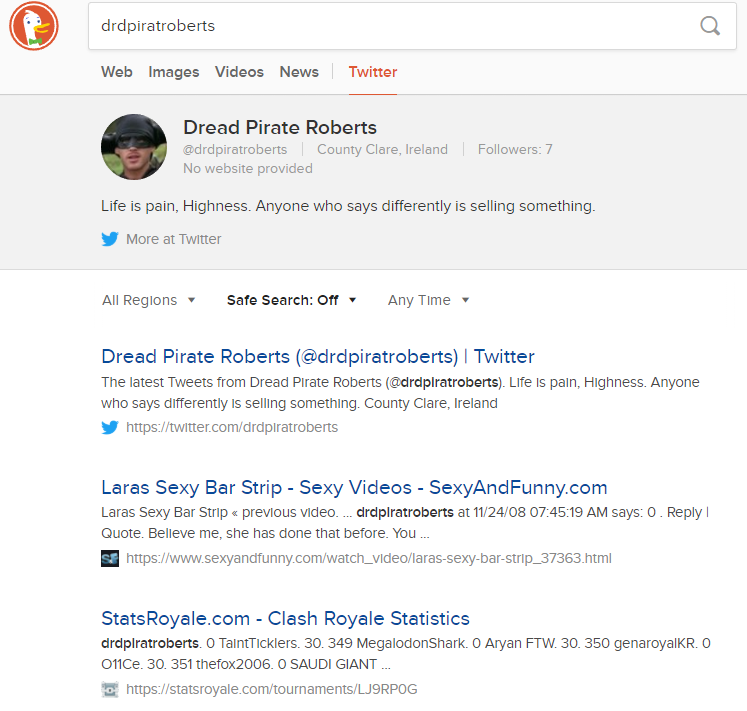 drdpiratroberts
Web Images Videos News Twitter
Dread Pirate Roberts
@drdpiratroberts County Clare, Ireland Followers: 7
No website provided
Life is pain, Highness. Anyone who says differently is selling something.
More at Twitter
All Regions Safe Search: Off Any Time
Dread Pirate Roberts (@drdpiratroberts) | Twitter
The latest Tweets from Dread Pirate Roberts (@drdpiratroberts). Life is pain, Highness. Anyone
who says differently is selling something. County Clare, Ireland
https://twitter.com/drdpiratroberts
Laras Sexy Bar Strip - Sexy Videos - SexyAndFunny.com
Laras Sexy Bar Strip « previous video. ... drdpiratroberts at 11/24/08 07:45:19 AM says: 0 . Reply |
Quote. Believe me, she has done that before. You ...
SF https://www.sexyandfunny.com/watch_video/laras-sexy-bar-strip_37363.html
StatsRoyale.com - Clash Royale Statistics
drdpiratroberts. 0 TaintTicklers. 30. 349 MegalodonShark. 0 Aryan FTW. 30. 350 genaroyalKR. 0
O11Ce. 30. 351 thefox2006. 0 SAUDI GIANT ...
https://statsroyale.com/tournaments/LJ9RP0G